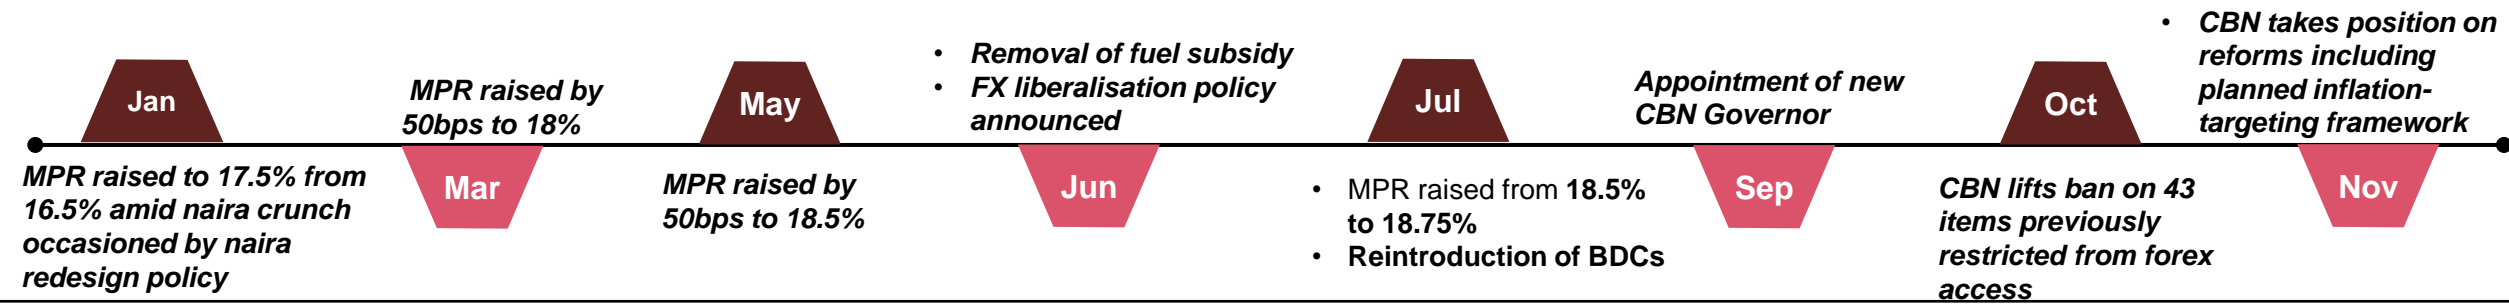 Jan
MPR raised to 17.5% from
16.5% amid naira crunch
occasioned by naira
redesign policy
MPR raised by
50bps to 18%
Mar
May
MPR raised by
50bps to 18.5%
• Removal of fuel subsidy
• FX liberalisation policy
announced
Jun
Jul
• MPR raised from 18.5%
to 18.75%
• Reintroduction of BDCs
Appointment of new
CBN Governor
Sep
Oct
CBN lifts ban on 43
items previously
restricted from forex
access
• CBN takes position on
reforms including
planned inflation-
targeting framework
Nov